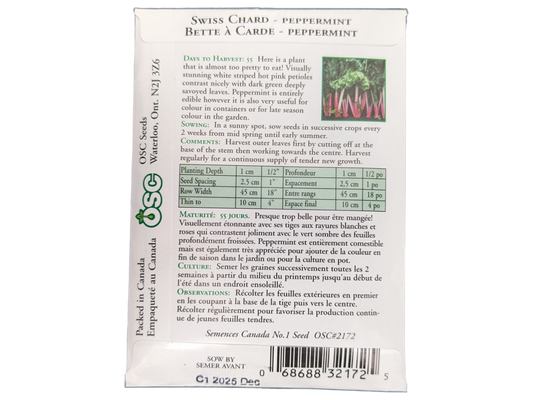 SWISS CHARD - PEPPERMINT
BETTE À CARDE - PEPPERMINT
DAYS TO HARVEST: 55 Here is a plant
that is almost too pretty to eat! Visually
stunning white striped hot pink petioles
contrast nicely with dark green deeply
savoyed leaves. Peppermint is entirely
edible however it is also very useful for
colour in containers or for late season
colour in the garden.
SOWING: In a sunny spot, sow seeds in successive crops every
2 weeks from mid spring until early summer.
COMMENTS: Harvest outer leaves first by cutting off at the
base of the stem then working towards the centre. Harvest
regularly for a continuous supply of tender new growth.
Planting Depth 1 cm 1/2" Profondeur 1 cm 1/2 po
Seed Spacing 2.5 cm 1" Espacement 2.5 cm 1 po
Row Width 45 cm 18" Entre rangs 45 cm 18 po
Thin to 10 cm 4" Espace final 10 cm 4 po
MATURITÉ: 55 JOURS. Presque trop belle pour être mangée!
Visuellement étonnante avec ses tiges aux rayures blanches et
roses qui contrastent joliment avec le vert sombre des feuilles
profondément froissées. Peppermint est entièrement comestible
mais est également très appréciée pour ajouter de la couleur en
fin de saison dans le jardin ou pour la culture en pot.
CULTURE: Semer les graines successivement toutes les 2
semaines à partir du milieu du printemps jusqu'au début de
l'été dans un endroit ensoleillé.
OBSERVATIONS: Récolter les feuilles extérieures en premier
en les coupant à la base de la tige puis vers le centre.
Récolter régulièrement pour favoriser la production contin-
ue de jeunes feuilles tendres.
Semences Canada No.1 Seed OSC#2172
SOW BY
SEMER AVANT
C1 2025 Dec
0 68688 32172 5
Packed in Canada
Empaqueté au Canada
OSC
OSC Seeds
Waterloo, Ont. N2J 3Z6